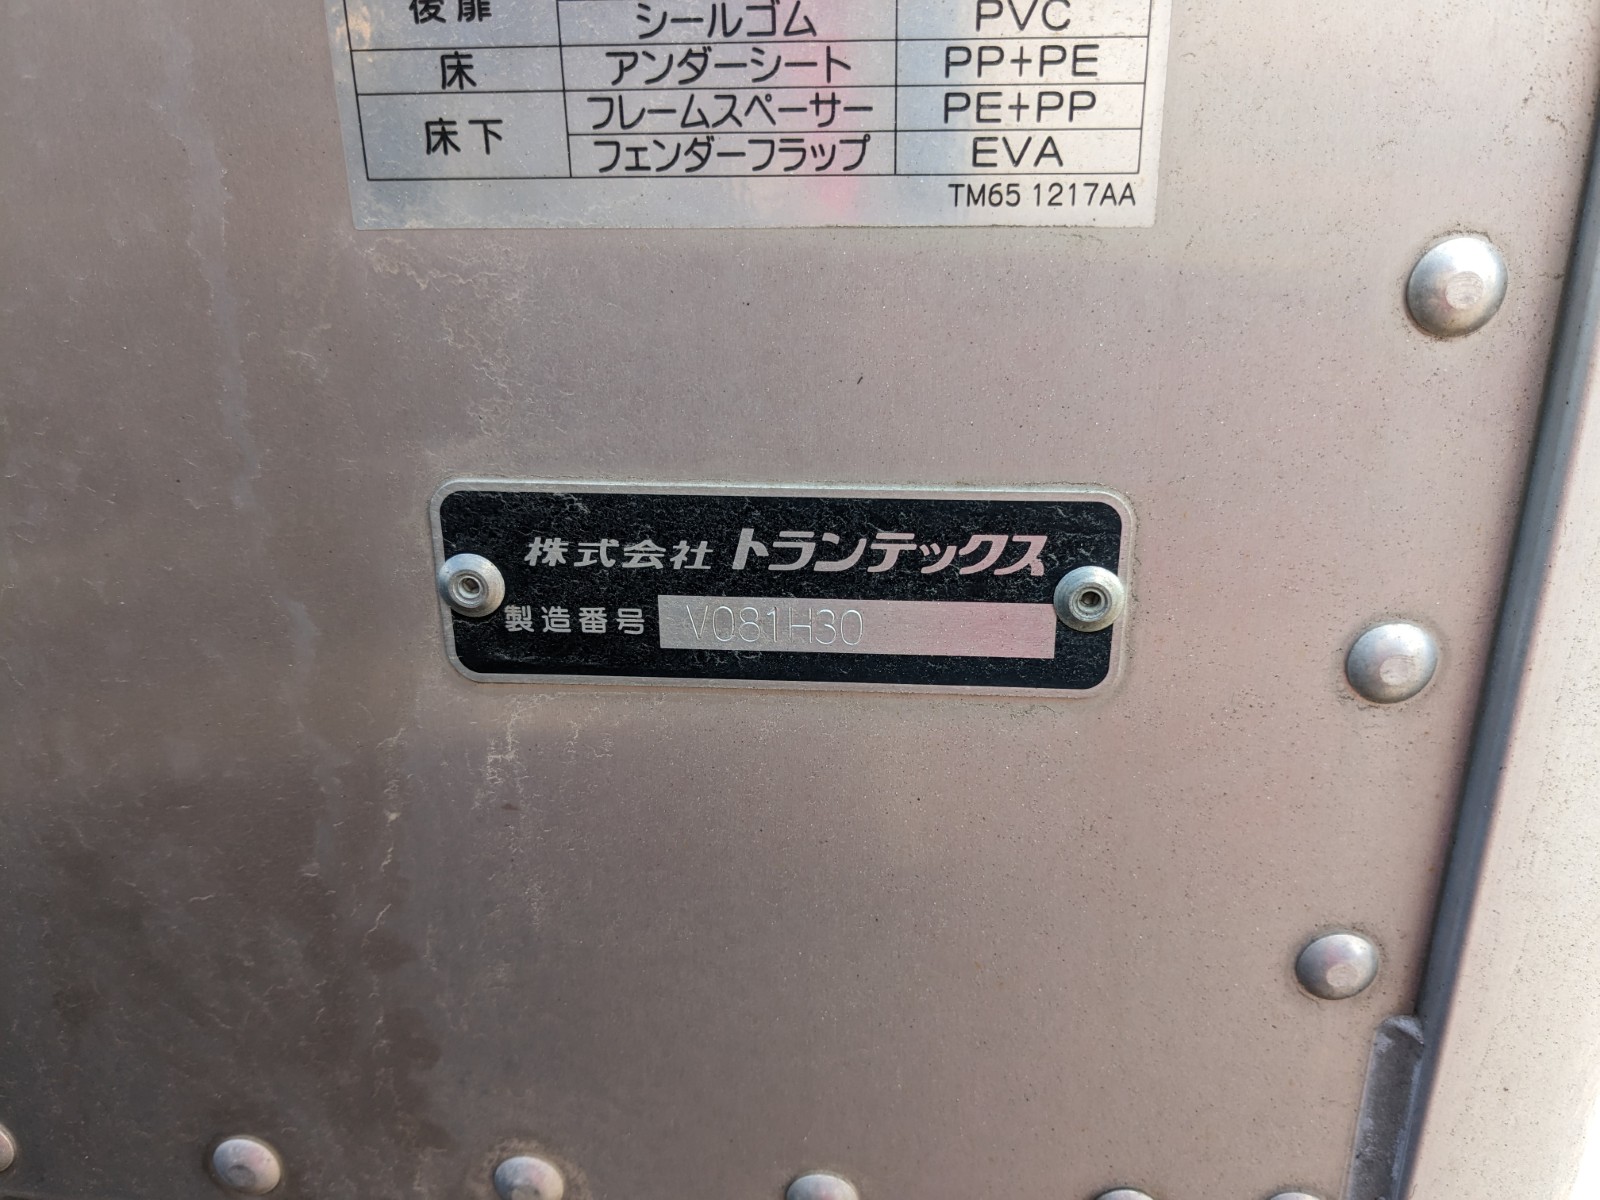 後扉 シールゴム PVC
床 アンダーシート PP+PE
床下 フレームスペーサー PE+PP
フェンダーフラップ EVA
TM65 1217AA
株式会社 トランテックス
製造番号 V081H30